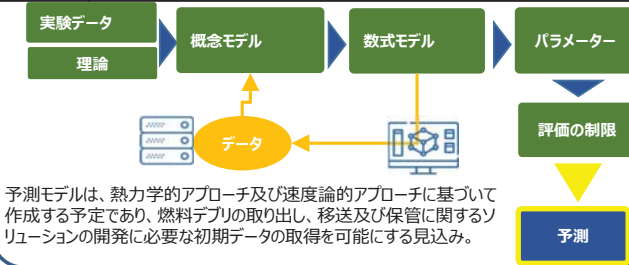 実験データ
理論
概念モデル
数式モデル
パラメーター
データ
評価の制限
予測モデルは、熱力学的アプローチ及び速度論的アプローチに基づいて
作成する予定であり、燃料デブリの取り出し、移送及び保管に関するソ
リューションの開発に必要な初期データの取得を可能にする見込み。
予測